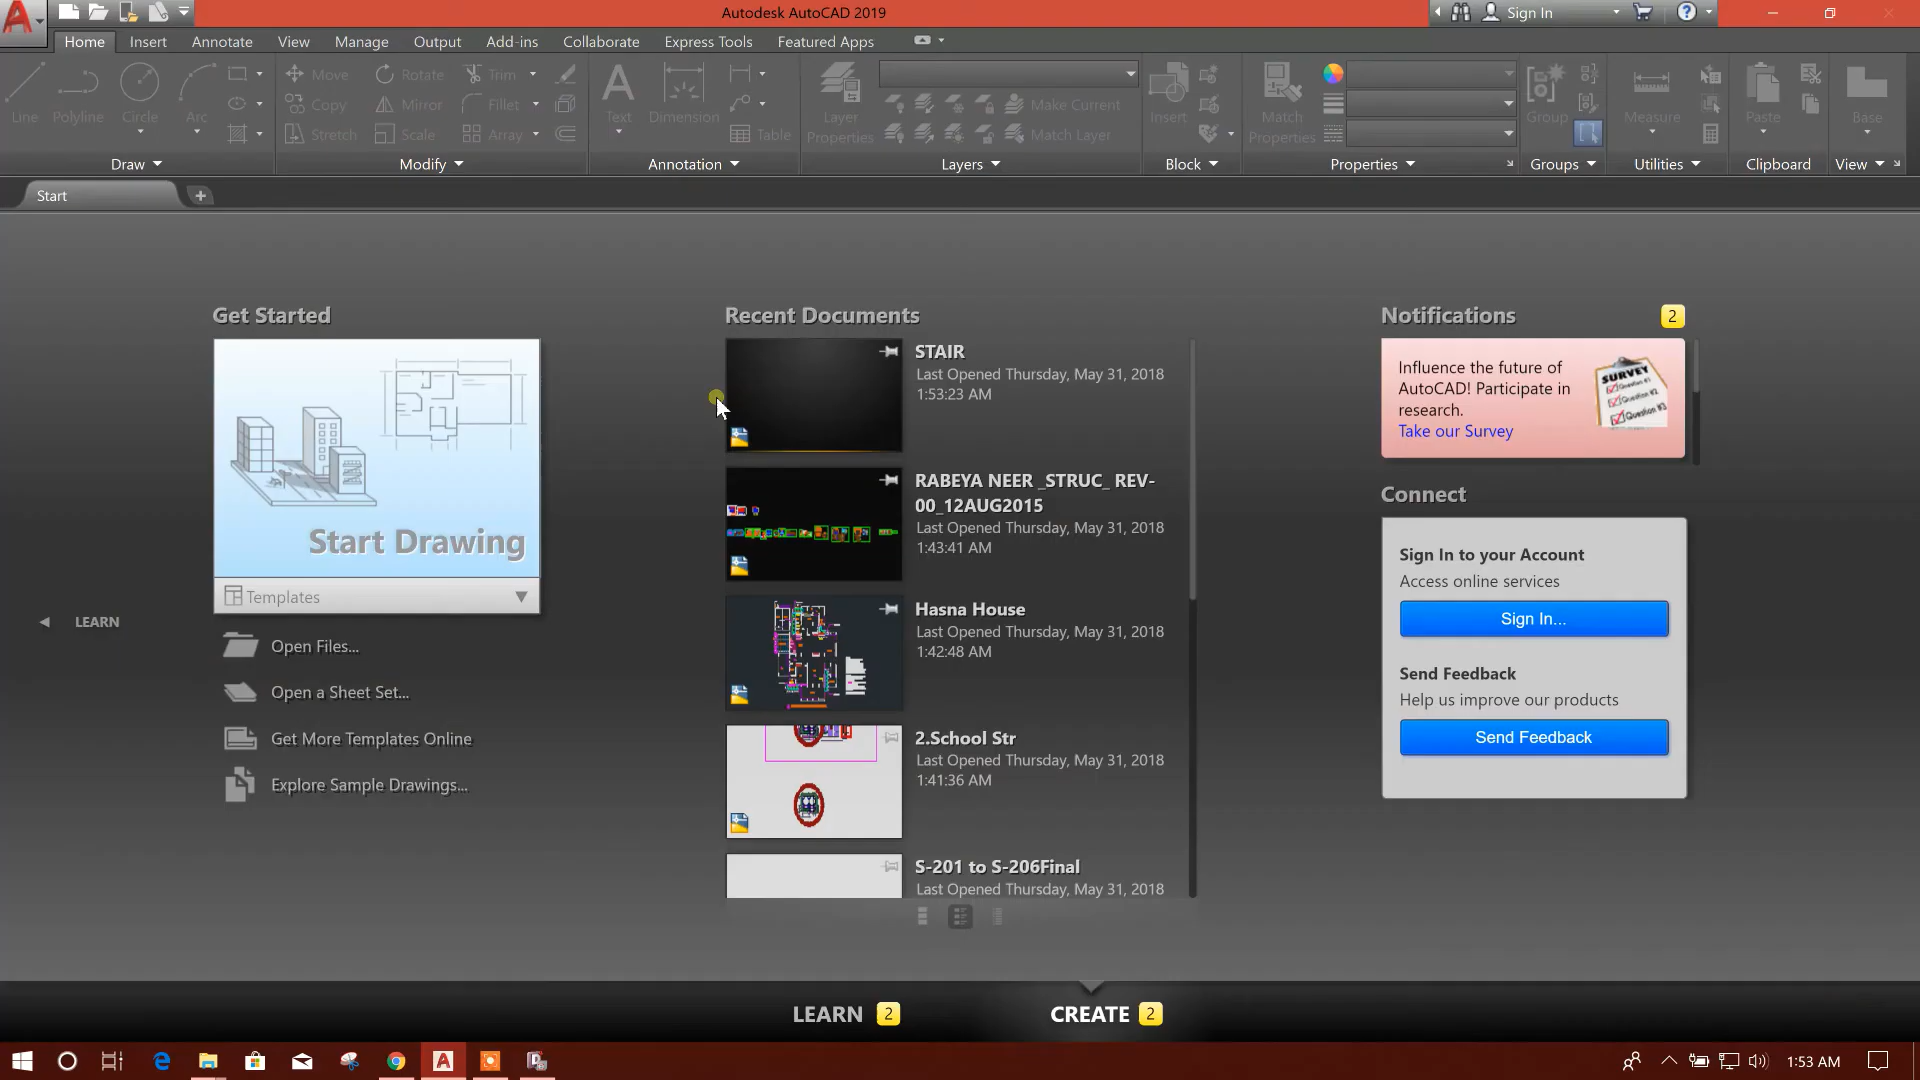 Autodesk AutoCAD 2019
Sign In
Home Insert Annotate View Manage Output Add-ins Collaborate Express Tools Featured Apps
Line Polyline Circle Arc
Move Rotate Trim
Copy Mirror Fillet
Stretch Scale Array
Text Dimension Table
Layer Properties
Make Current
Match Layer
Insert
Match Properties
Group
Measure
Paste
Base
Draw Modify Annotation Layers Block Properties Groups Utilities Clipboard View
Start
Get Started
Start Drawing
Templates
Open Files...
Open a Sheet Set...
Get More Templates Online
Explore Sample Drawings...
LEARN
Recent Documents
STAIR
Last Opened Thursday, May 31, 2018
1:53:23 AM
RABEYA NEER _STRUC_ REV-
00_12AUG2015
Last Opened Thursday, May 31, 2018
1:43:41 AM
Hasna House
Last Opened Thursday, May 31, 2018
1:42:48 AM
2.School Str
Last Opened Thursday, May 31, 2018
1:41:36 AM
S-201 to S-206Final
Last Opened Thursday, May 31, 2018
Notifications 2
Influence the future of
AutoCAD! Participate in
research.
Take our Survey
SURVEY
Question #1
Question #2
Question #3
Connect
Sign In to your Account
Access online services
Sign In...
Send Feedback
Help us improve our products
Send Feedback
LEARN 2
CREATE 2
1:53 AM